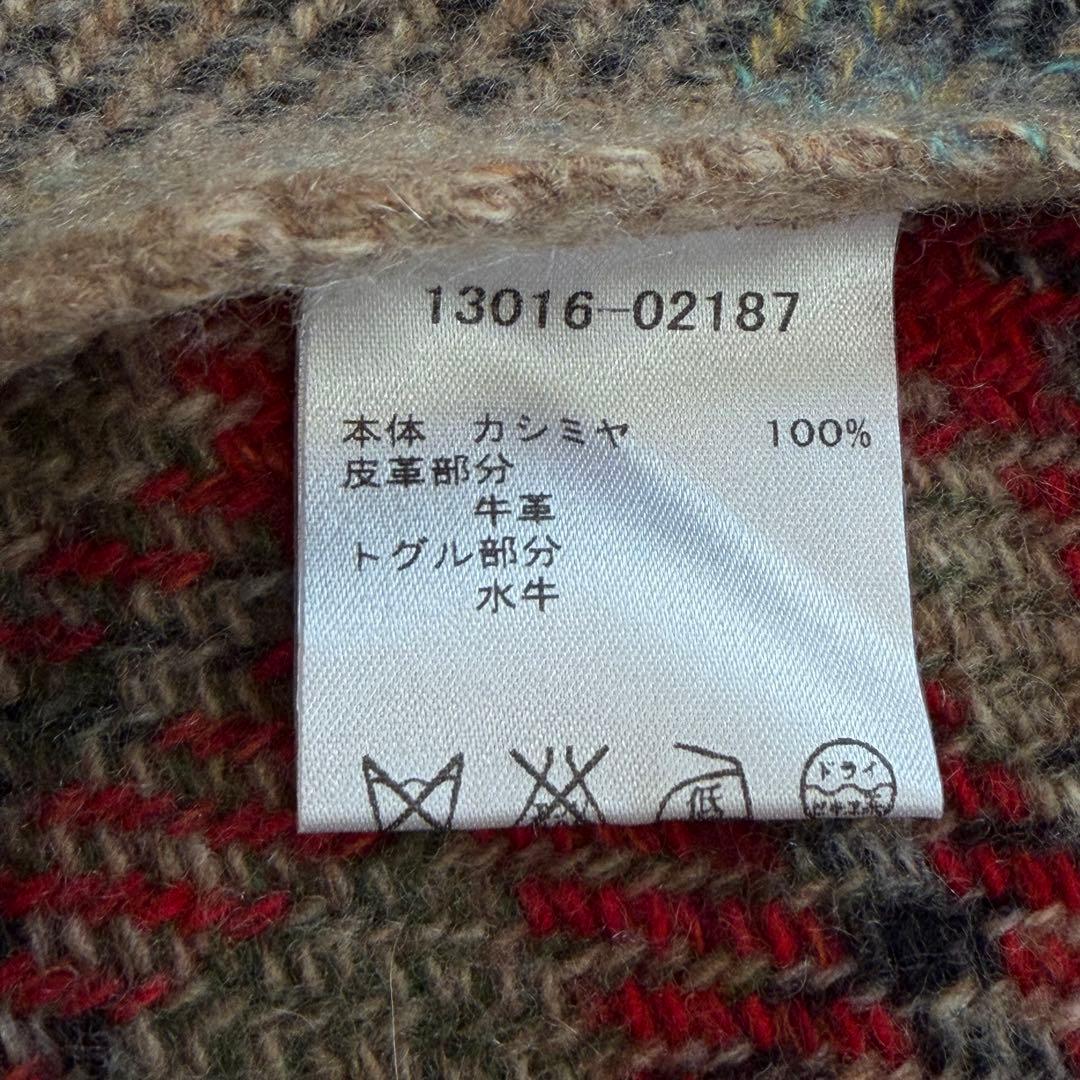 13016-02187
本体 カシミヤ 100%
皮革部分
牛革
トグル部分
水牛
低 ドライ